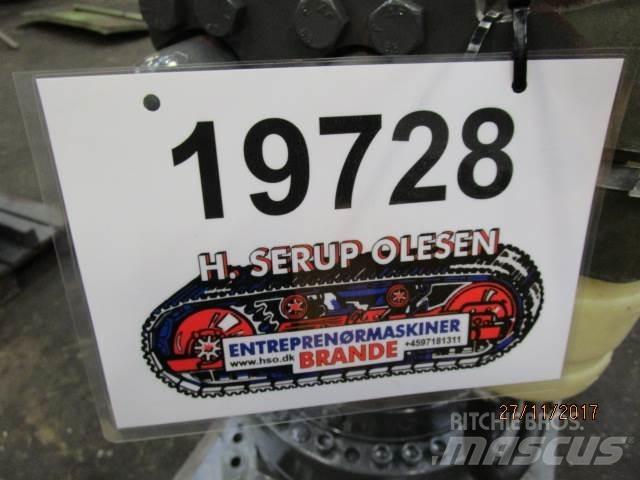 19728
H. SERUP OLESEN
ENTREPRENØRMASKINER
www.hso.dk BRANDE +4597181311
27/11/2017
RITCHIE BROS.
MASCUS